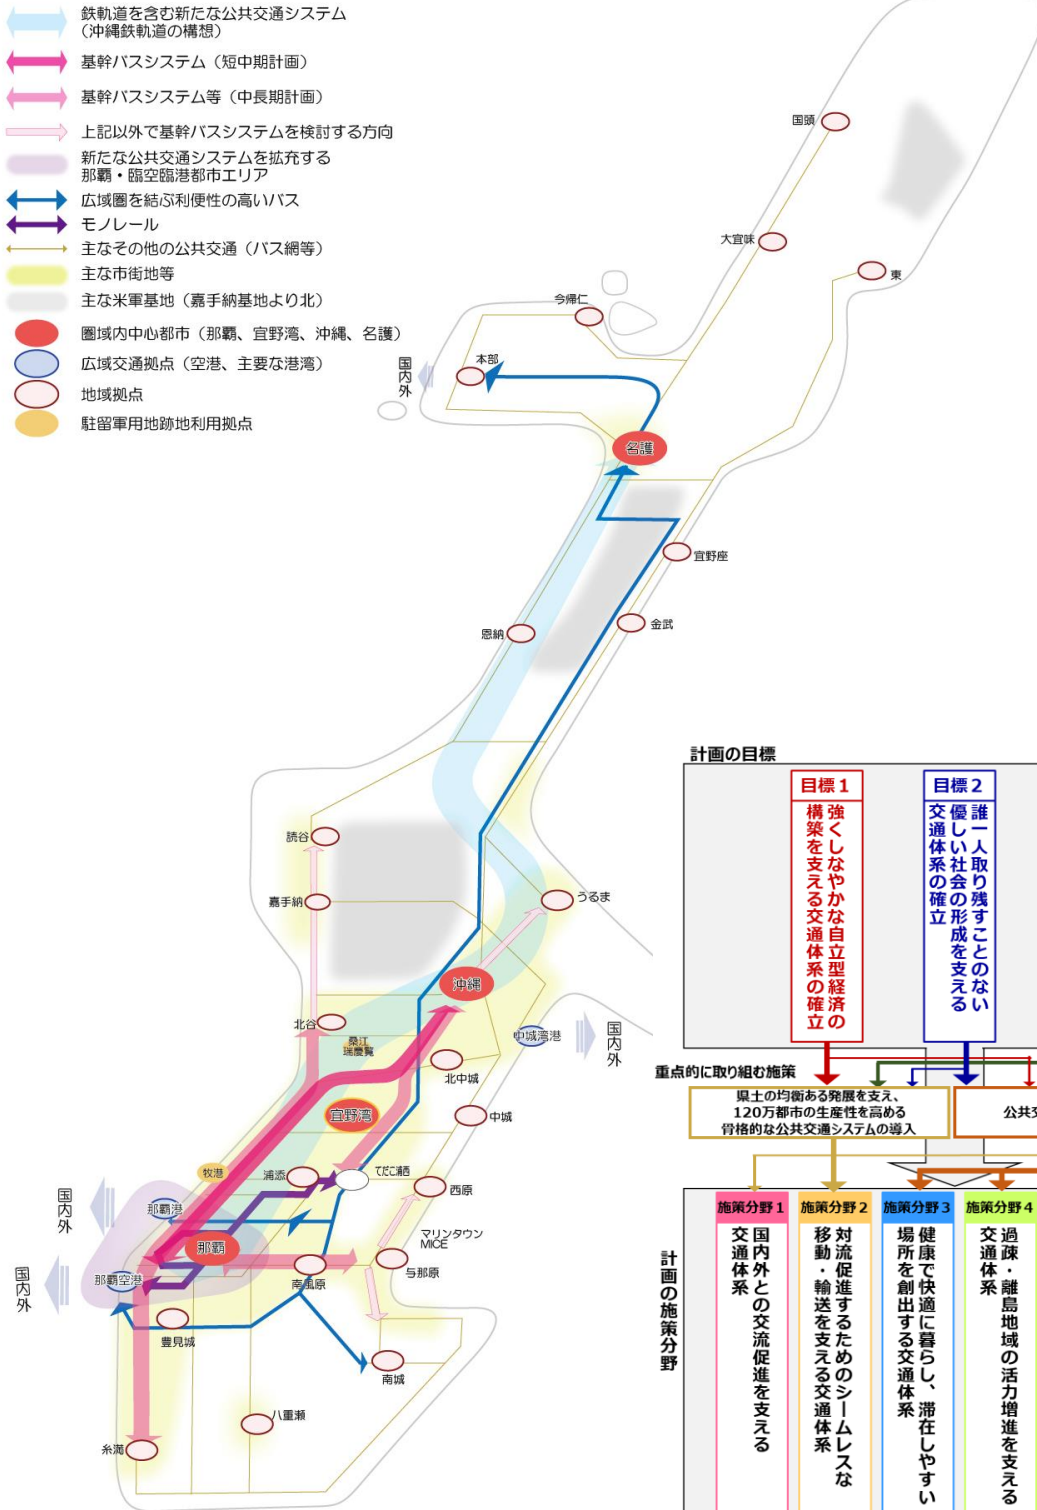 鉄軌道を含む新たな公共交通システム
(沖縄鉄軌道の構想)
基幹バスシステム（短中期計画）
基幹バスシステム等（中長期計画）
上記以外で基幹バスシステムを検討する方向
新たな公共交通システムを拡充する
那覇・臨空臨港都市エリア
広域圏を結ぶ利便性の高いバス
モノレール
主なその他の公共交通（バス網等）
主な市街地等
主な米軍基地（嘉手納基地より北）
圏域内中心都市（那覇、宜野湾、沖縄、名護）
広域交通拠点（空港、主要な港湾）
地域拠点
駐留軍用地跡地利用拠点
国頭
大宜味
東
今帰仁
本部
国内外
名護
宜野座
金武
恩納
読谷
嘉手納
うるま
沖縄
北谷
桑江
瑞慶覧
中城湾港
国内外
北中城
宜野湾
中城
牧港
浦添
てだこ浦西
西原
国内外
那覇港
マリンタウン
MICE
那覇
与那原
国内外
那覇空港
南風原
豊見城
南城
八重瀬
糸満
計画の目標
目標1
強くしなやかな自立型経済の
構築を支える交通体系の確立
目標2
誰一人取り残すことのない
優しい社会の形成を支える
交通体系の確立
重点的に取り組む施策
県土の均衡ある発展を支え、
120万都市の生産性を高める
骨格的な公共交通システムの導入
公共交
計画の施策分野
施策分野1
国内外との交流促進を支える
交通体系
施策分野2
対流促進するためのシームレスな
移動・輸送を支える交通体系
施策分野3
健康で快適に暮らし、滞在しやすい
場所を創出する交通体系
施策分野4
過疎・離島地域の活力増進を支える
交通体系